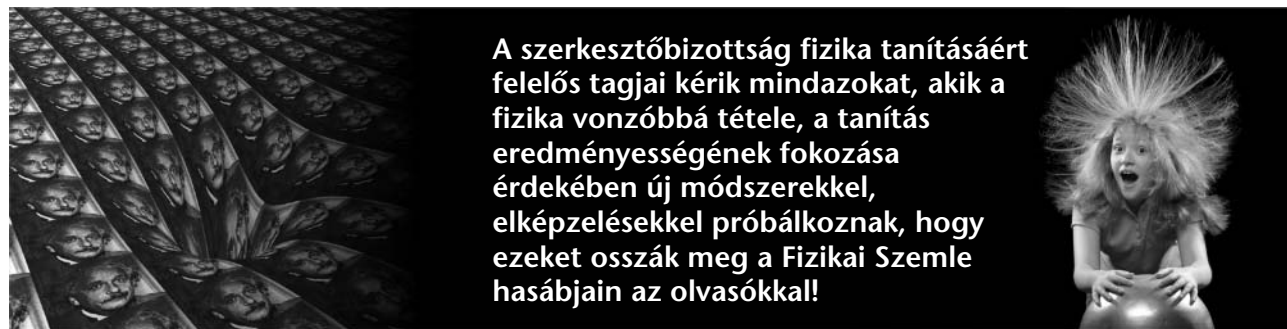 A szerkesztőbizottság fizika tanításáért
felelős tagjai kérik mindazokat, akik a
fizika vonzóbbá tétele, a tanítás
eredményességének fokozása
érdekében új módszerekkel,
elképzelésekkel próbálkoznak, hogy
ezeket osszák meg a Fizikai Szemle
hasábjain az olvasókkal!